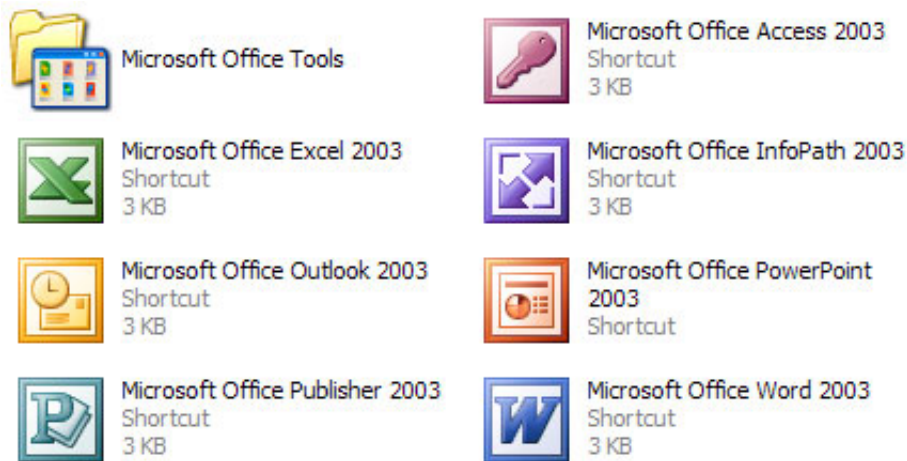 Microsoft Office Tools
Microsoft Office Access 2003
Shortcut
3 KB
Microsoft Office Excel 2003
Shortcut
3 KB
Microsoft Office InfoPath 2003
Shortcut
3 KB
Microsoft Office Outlook 2003
Shortcut
3 KB
Microsoft Office PowerPoint
2003
Shortcut
Microsoft Office Publisher 2003
Shortcut
3 KB
Microsoft Office Word 2003
Shortcut
3 KB